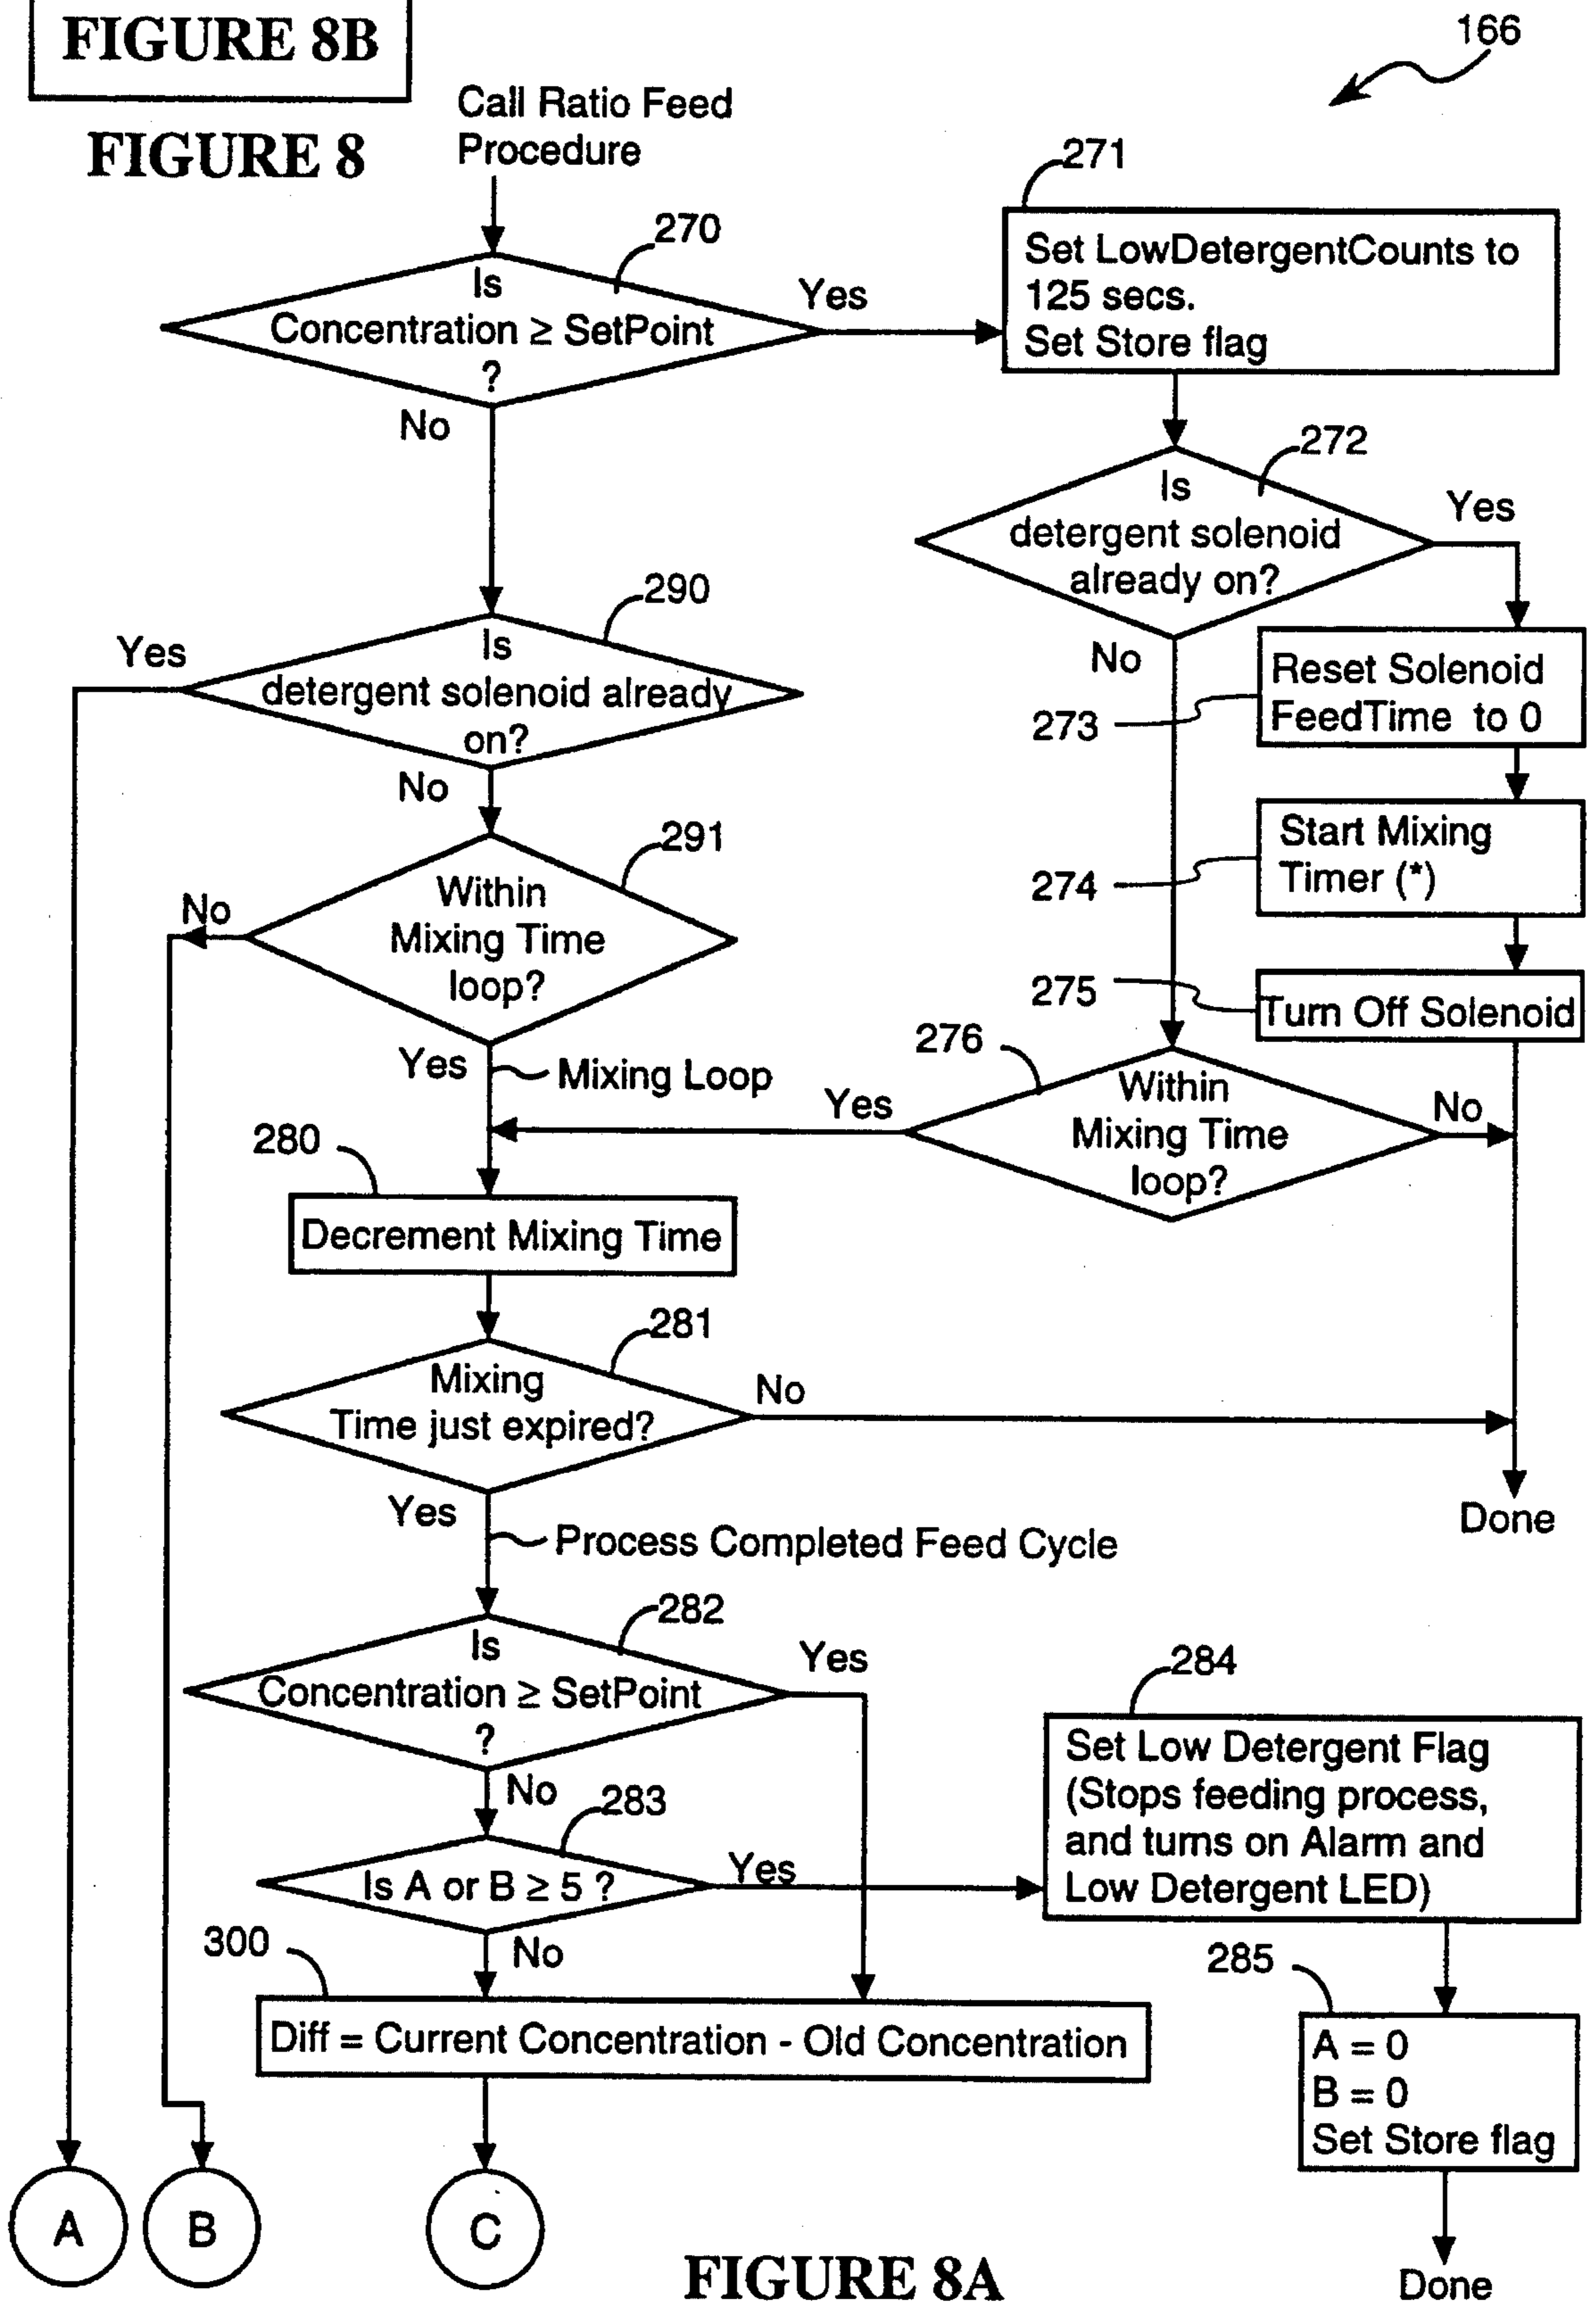 FIGURE 8B
FIGURE 8
166
Call Ratio Feed
Procedure
270
Is
Concentration ≥ SetPoint
?
Yes
No
271
Set LowDetergentCounts to
125 secs.
Set Store flag
272
Is
detergent solenoid
already on?
Yes
No
273
Reset Solenoid
FeedTime to 0
274
Start Mixing
Timer (*)
275
Turn Off Solenoid
290
Is
detergent solenoid already
on?
Yes
No
291
Within
Mixing Time
loop?
No
Yes
Mixing Loop
276
Within
Mixing Time
loop?
Yes
No
280
Decrement Mixing Time
281
Mixing
Time just expired?
No
Yes
Done
Process Completed Feed Cycle
282
Is
Concentration ≥ SetPoint
?
Yes
No
283
Is A or B ≥ 5 ?
Yes
No
284
Set Low Detergent Flag
(Stops feeding process,
and turns on Alarm and
Low Detergent LED)
285
A = 0
B = 0
Set Store flag
Done
300
Diff = Current Concentration - Old Concentration
A
B
C
FIGURE 8A